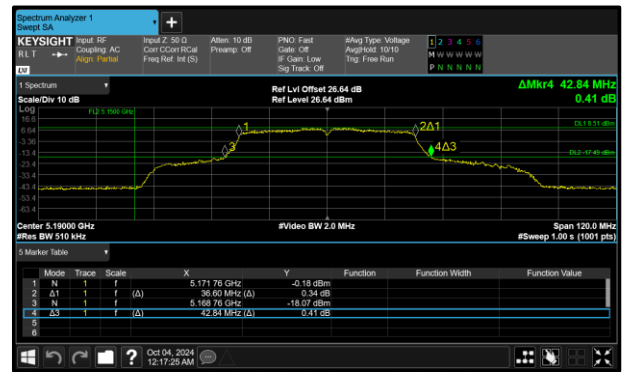 Spectrum Analyzer 1
Swept SA
+
KEYSIGHT Input: RF Input Z: 50 Ω Atten: 10 dB PNO: Fast #Avg Type: Voltage 1 2 3 4 5 6
RLT Coupling: AC Corr CCorr RCal Preamp: Off Gate: Off Avg|Hold: 10/10 M W W W W W
Align: Partial Freq Ref: Int (S) IF Gain: Low Trig: Free Run P N N N N N
Sig Track: Off
1 Spectrum Ref Lvl Offset 26.64 dB ΔMkr4 42.84 MHz
Scale/Div 10 dB Ref Level 26.64 dBm 0.41 dB
Log
16.6 FL2 5.1500 GHz
6.64 1 2Δ1 DL1 8.51 dBm
-3.36
-13.4 3 4Δ3 DL2 -17.49 dBm
-23.4
-33.4
-43.4
-53.4
-63.4
Center 5.19000 GHz #Video BW 2.0 MHz Span 120.0 MHz
#Res BW 510 kHz #Sweep 1.00 s (1001 pts)
5 Marker Table
Mode Trace Scale X Y Function Function Width Function Value
1 N 1 f 5.171 76 GHz -0.18 dBm
2 Δ1 1 f (Δ) 36.60 MHz (Δ) 0.34 dB
3 N 1 f 5.168 76 GHz -18.07 dBm
4 Δ3 1 f (Δ) 42.84 MHz (Δ) 0.41 dB
5
6
? Oct 04, 2024
12:17:25 AM